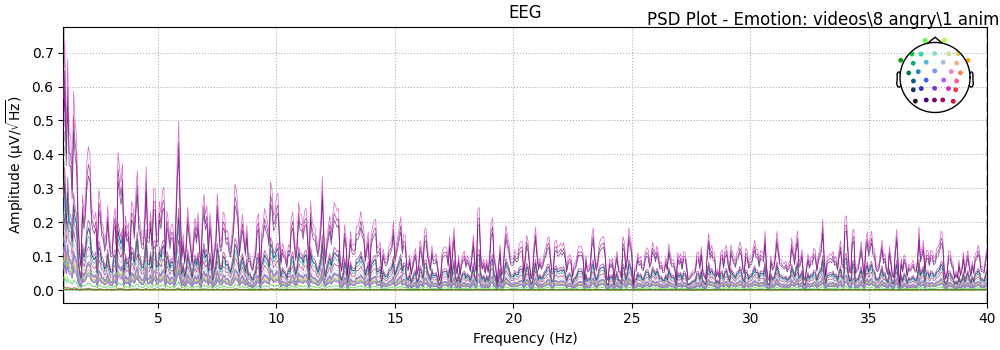 EEG
PSD Plot - Emotion: videos\8 angry\1 anim
0.7
0.6
0.5
0.4
0.3
0.2
0.1
0.0
Amplitude (µV/√Hz)
5 10 15 20 25 30 35 40
Frequency (Hz)